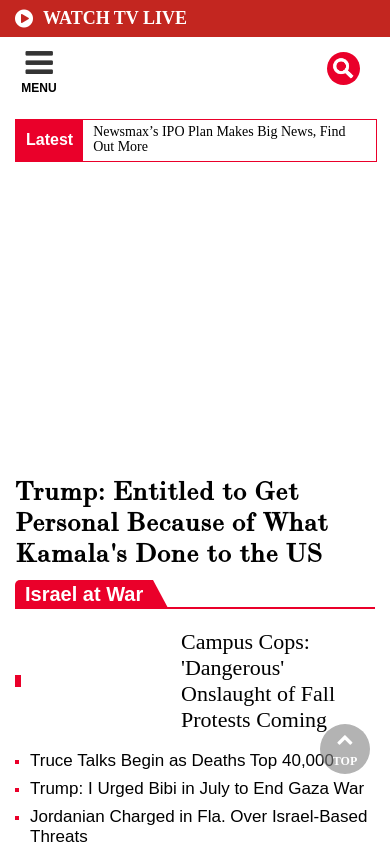 WATCH TV LIVE
MENU
Latest
Newsmax’s IPO Plan Makes Big News, Find
Out More
Trump: Entitled to Get
Personal Because of What
Kamala's Done to the US
Israel at War
Campus Cops:
'Dangerous'
Onslaught of Fall
Protests Coming
Truce Talks Begin as Deaths Top 40,000
TOP
Trump: I Urged Bibi in July to End Gaza War
Jordanian Charged in Fla. Over Israel-Based
Threats